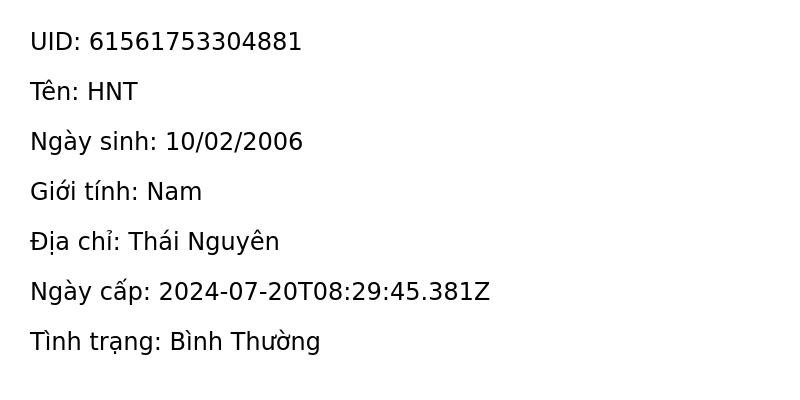 UID: 61561753304881
Tên: HNT
Ngày sinh: 10/02/2006
Giới tính: Nam
Địa chỉ: Thái Nguyên
Ngày cấp: 2024-07-20T08:29:45.381Z
Tình trạng: Bình Thường